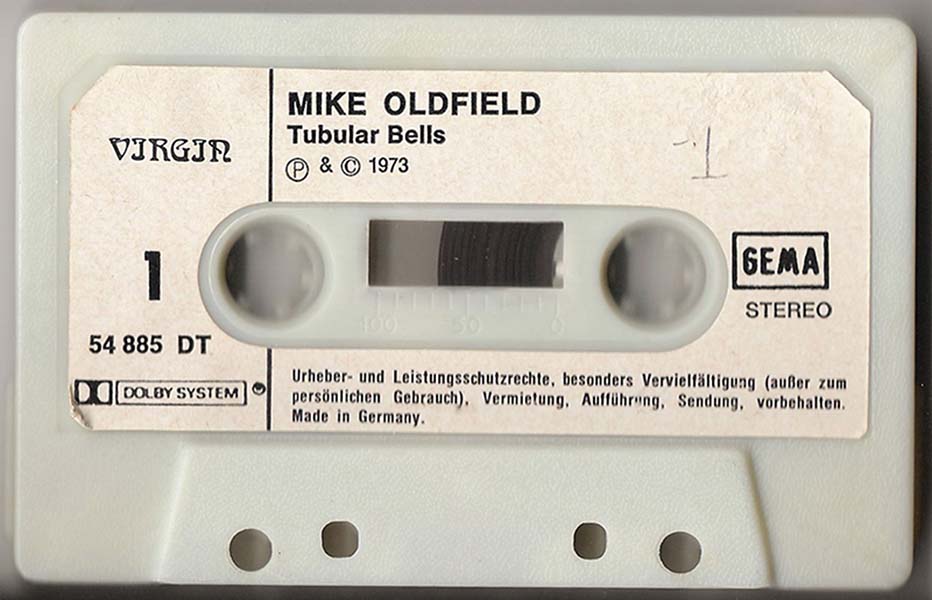 MIKE OLDFIELD
Tubular Bells
℗ & © 1973
VIRGIN
1
1
GEMA
STEREO
54 885 DT
DOLBY SYSTEM
100 50 0
Urheber- und Leistungsschutzrechte, besonders Vervielfältigung (außer zum
persönlichen Gebrauch), Vermietung, Aufführung, Sendung, vorbehalten.
Made in Germany.